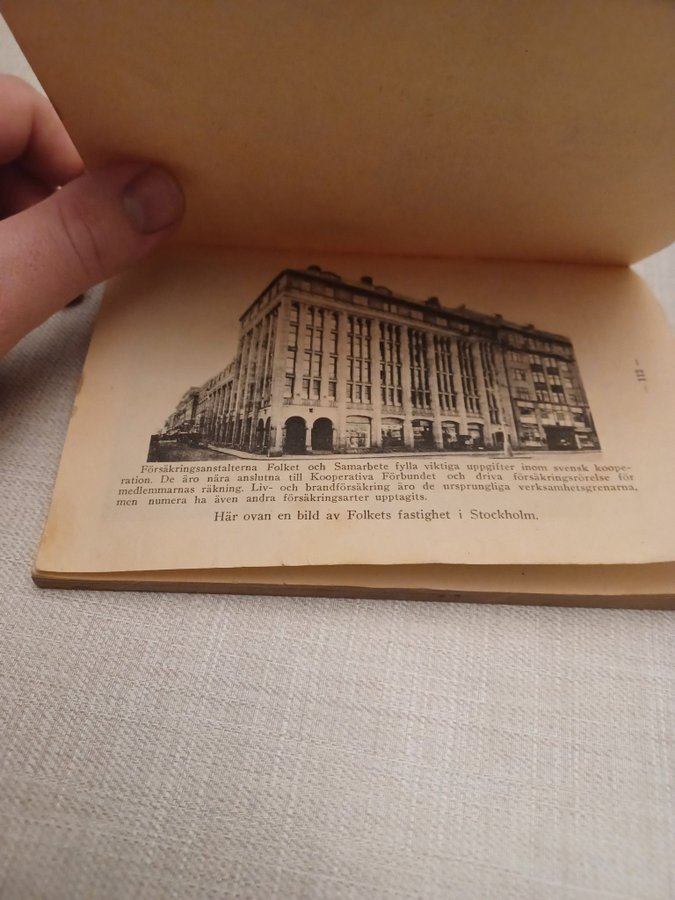 Försäkringsanstalterna Folket och Samarbete fylla viktiga uppgifter inom svensk koope-
ration. De äro nära anslutna till Kooperativa Förbundet och driva försäkringsrörelse för
medlemmarnas räkning. Liv- och brandförsäkring äro de ursprungliga verksamhetsgrenarna,
men numera ha även andra försäkringsarter upptagits.
Här ovan en bild av Folkets fastighet i Stockholm.